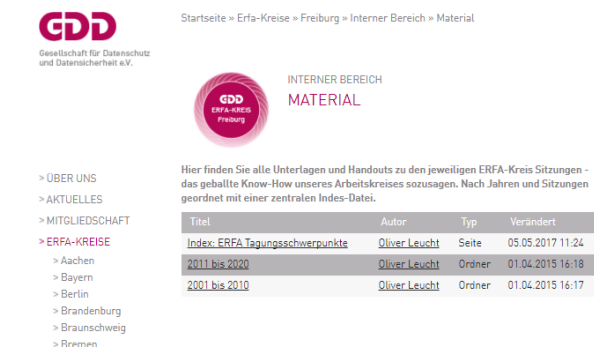 GDD
Gesellschaft für Datenschutz
und Datensicherheit e.V.
Startseite » Erfa-Kreise » Freiburg » Interner Bereich » Material
GDD
ERFA-KREIS
Freiburg
INTERNER BEREICH
MATERIAL
> ÜBER UNS
> AKTUELLES
> MITGLIEDSCHAFT
> ERFA-KREISE
> Aachen
> Bayern
> Berlin
> Brandenburg
> Braunschweig
> Bremen
Hier finden Sie alle Unterlagen und Handouts zu den jeweiligen ERFA-Kreis Sitzungen -
das geballte Know-How unseres Arbeitskreises sozusagen. Nach Jahren und Sitzungen
geordnet mit einer zentralen Indes-Datei.
Titel Autor Typ Verändert
Index: ERFA Tagungsschwerpunkte Oliver Leucht Seite 05.05.2017 11:24
2011 bis 2020 Oliver Leucht Ordner 01.04.2015 16:18
2001 bis 2010 Oliver Leucht Ordner 01.04.2015 16:17